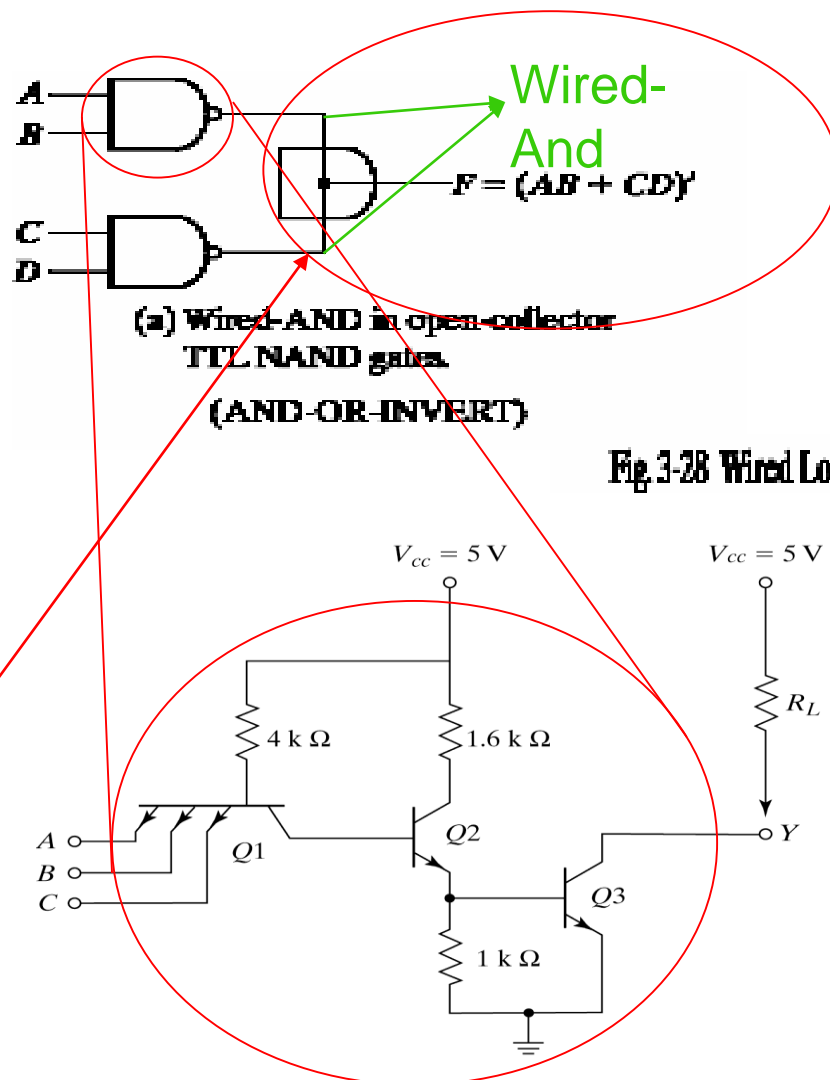 Wired-
And
A
B
F = (AB + CD)'
C
D
(a) Wired-AND in open-collector
TTL NAND gates.
(AND-OR-INVERT)
Fig. 3-28 Wired Lo
Vcc = 5 V
Vcc = 5 V
4 k Ω
1.6 k Ω
RL
A
B
C
Q1
Q2
Q3
Y
1 k Ω